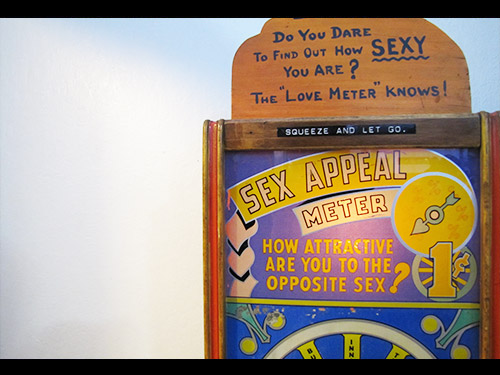 Do You Dare
To Find Out How SEXY
You Are?
The "Love Meter" Knows!
SQUEEZE AND LET GO.
SEX APPEAL
METER
HOW ATTRACTIVE
ARE YOU TO THE
OPPOSITE SEX?
1¢